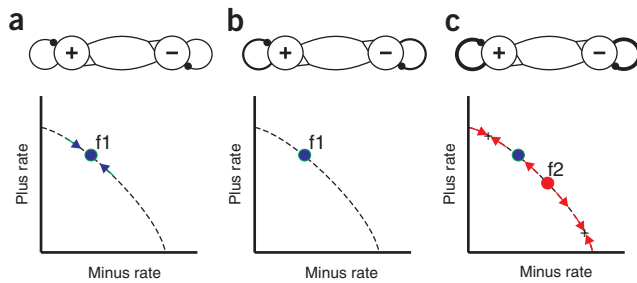 a b c
+ − + − + −
f1 f1 f2
Plus rate Plus rate Plus rate
Minus rate Minus rate Minus rate